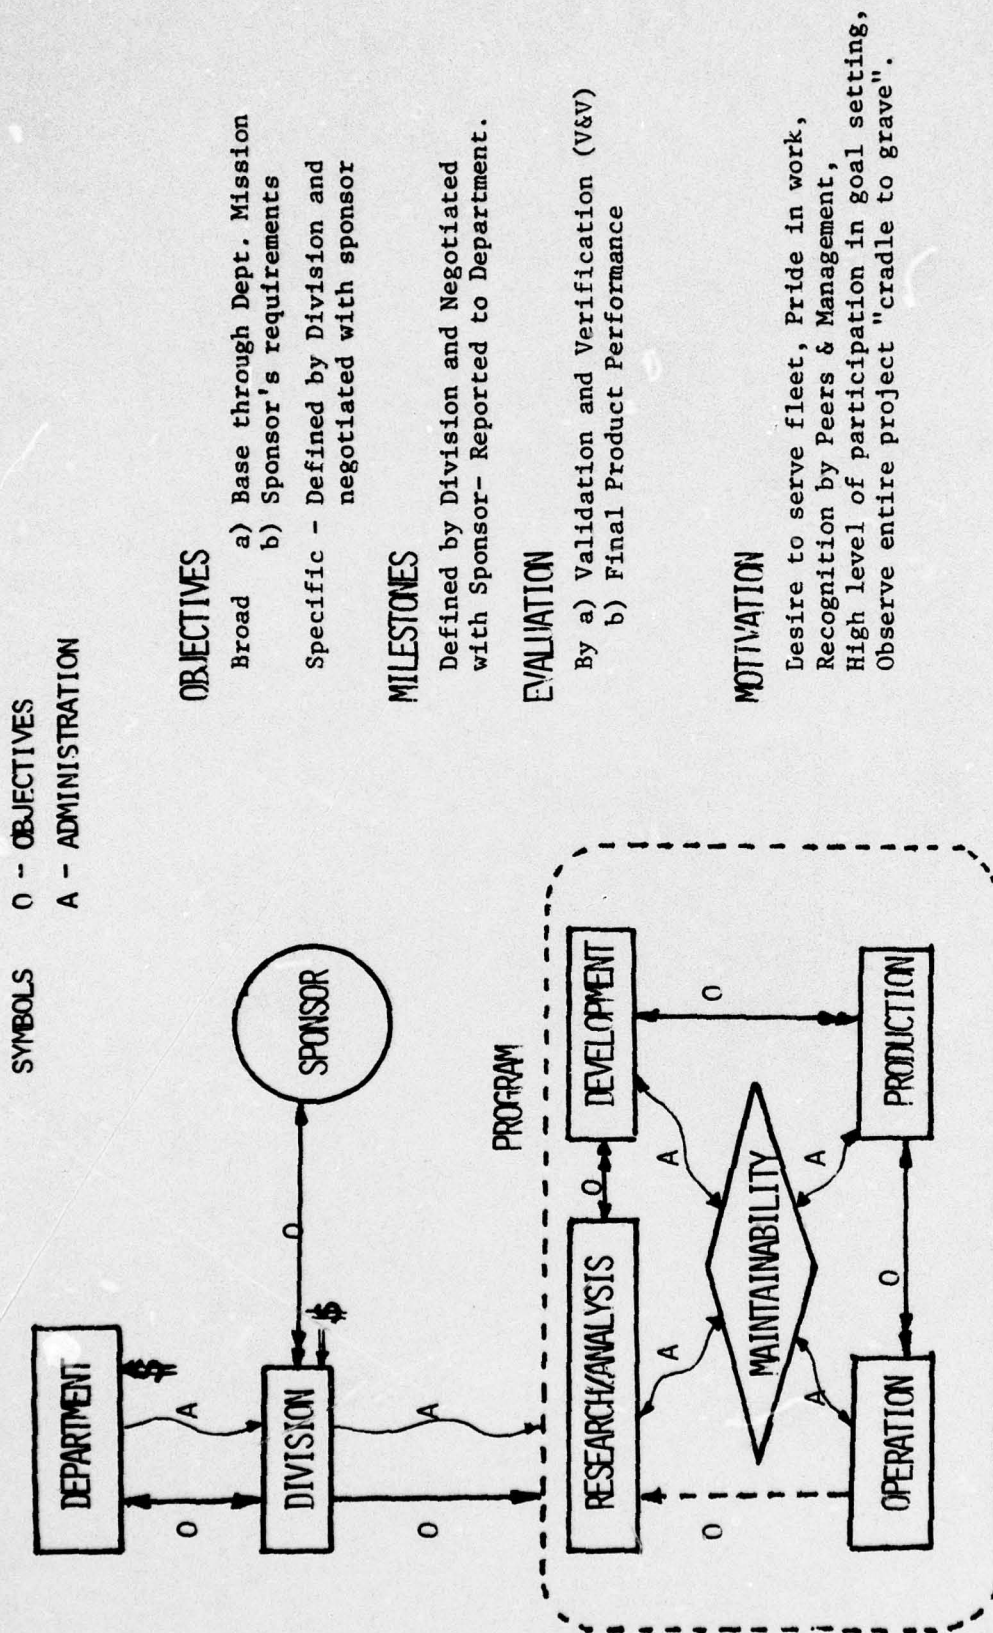 SYMBOLS O -- OBJECTIVES
A - ADMINISTRATION
DEPARTMENT
$
O
A
DIVISION
$
O
SPONSOR
O
A
PROGRAM
RESEARCH/ANALYSIS
O
DEVELOPMENT
A
A
O
O
MAINTAINABILITY
A
A
OPERATION
O
PRODUCTION
OBJECTIVES
Broad a) Base through Dept. Mission
b) Sponsor's requirements
Specific - Defined by Division and
negotiated with sponsor
MILESTONES
Defined by Division and Negotiated
with Sponsor- Reported to Department.
EVALUATION
By a) Validation and Verification (V&V)
b) Final Product Performance
MOTIVATION
Desire to serve fleet, Pride in work,
Recognition by Peers & Management,
High level of participation in goal setting,
Observe entire project "cradle to grave".